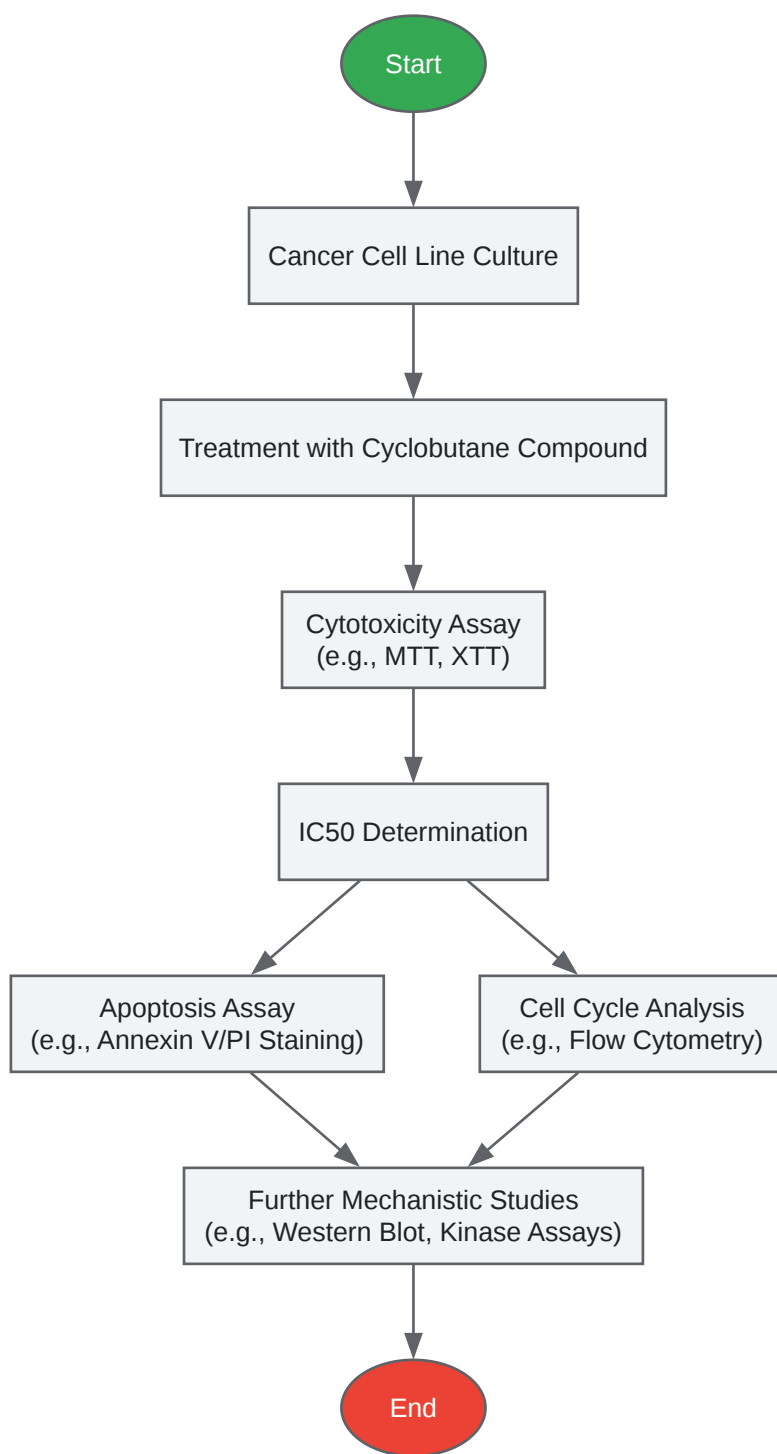 Start
Cancer Cell Line Culture
Treatment with Cyclobutane Compound
Cytotoxicity Assay
(e.g., MTT, XTT)
IC50 Determination
Apoptosis Assay
(e.g., Annexin V/PI Staining)
Cell Cycle Analysis
(e.g., Flow Cytometry)
Further Mechanistic Studies
(e.g., Western Blot, Kinase Assays)
End